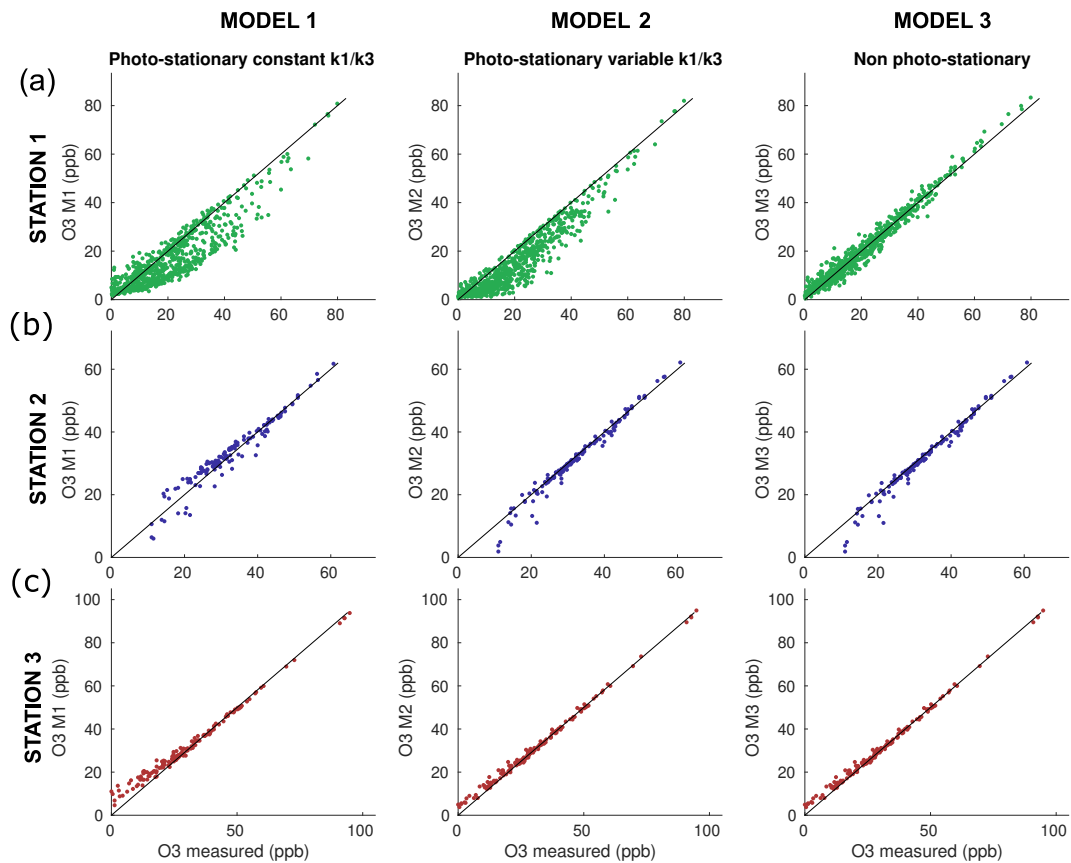 MODEL 1 MODEL 2 MODEL 3
Photo-stationary constant k1/k3 Photo-stationary variable k1/k3 Non photo-stationary
(a)
STATION 1
O3 M1 (ppb) O3 M2 (ppb) O3 M3 (ppb)
80 80 80
60 60 60
40 40 40
20 20 20
0 0 0
0 20 40 60 80 0 20 40 60 80 0 20 40 60 80
(b)
STATION 2
O3 M1 (ppb) O3 M2 (ppb) O3 M3 (ppb)
60 60 60
40 40 40
20 20 20
0 0 0
0 20 40 60 0 20 40 60 0 20 40 60
(c)
STATION 3
O3 M1 (ppb) O3 M2 (ppb) O3 M3 (ppb)
100 100 100
80 80 80
60 60 60
40 40 40
20 20 20
0 0 0
0 50 100 0 50 100 0 50 100
O3 measured (ppb) O3 measured (ppb) O3 measured (ppb)